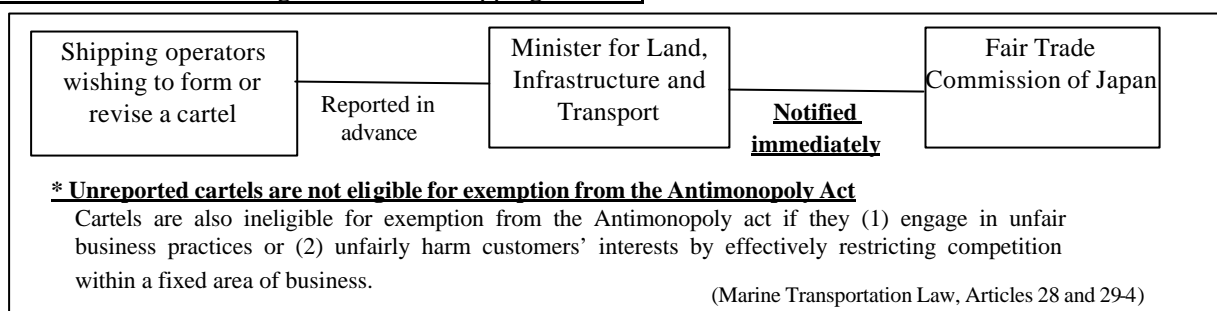 Shipping operators
wishing to form or
revise a cartel
Reported in
advance
Minister for Land,
Infrastructure and
Transport
Notified
immediately
Fair Trade
Commission of Japan
* Unreported cartels are not eligible for exemption from the Antimonopoly Act
Cartels are also ineligible for exemption from the Antimonopoly act if they (1) engage in unfair
business practices or (2) unfairly harm customers’ interests by effectively restricting competition
within a fixed area of business.
(Marine Transportation Law, Articles 28 and 29-4)